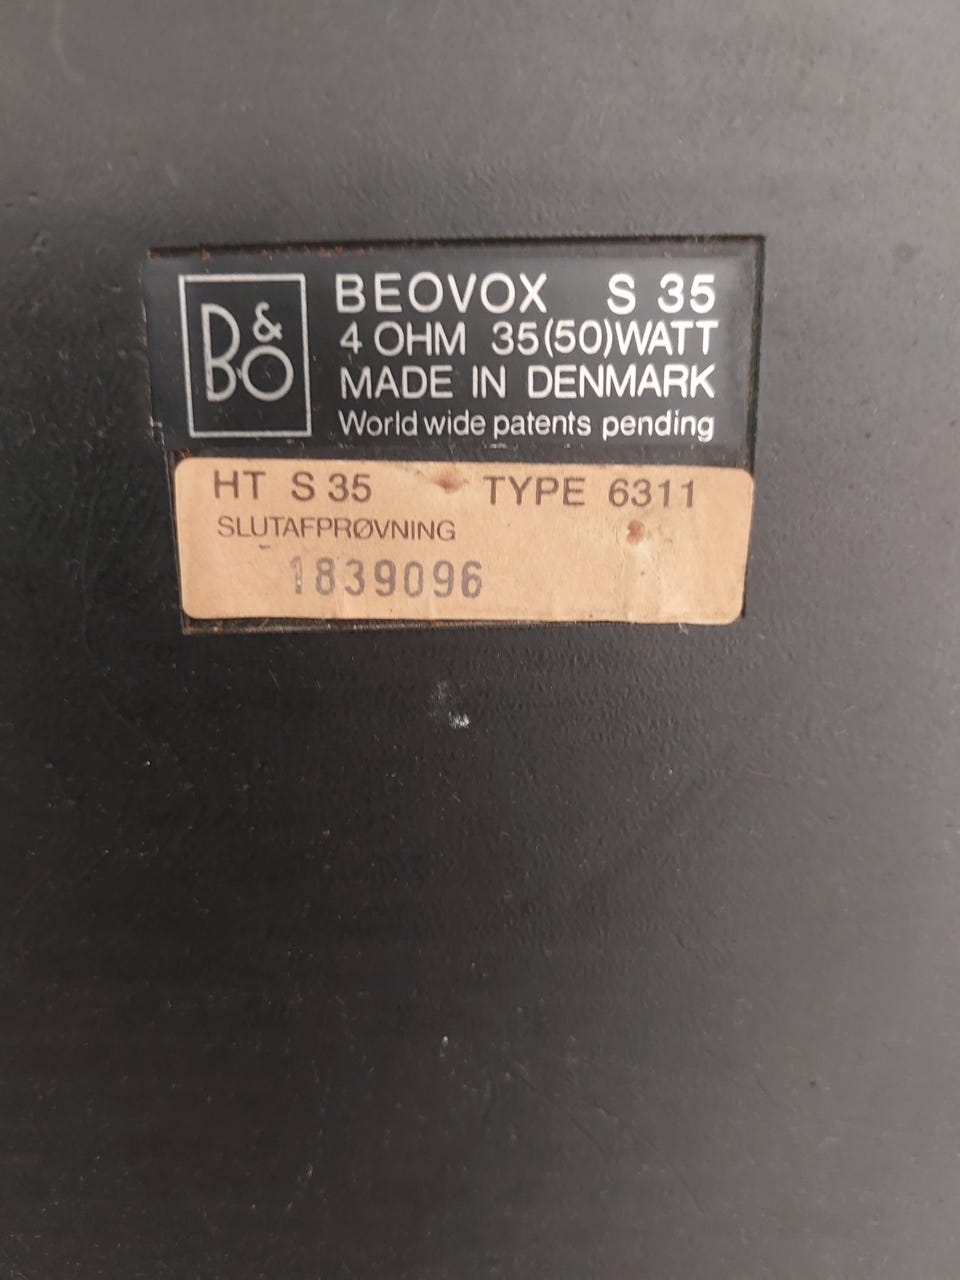 B&O
BEOVOX S 35
4 OHM 35(50)WATT
MADE IN DENMARK
World wide patents pending
HT S 35 TYPE 6311
SLUTAFPRØVNING
1839096